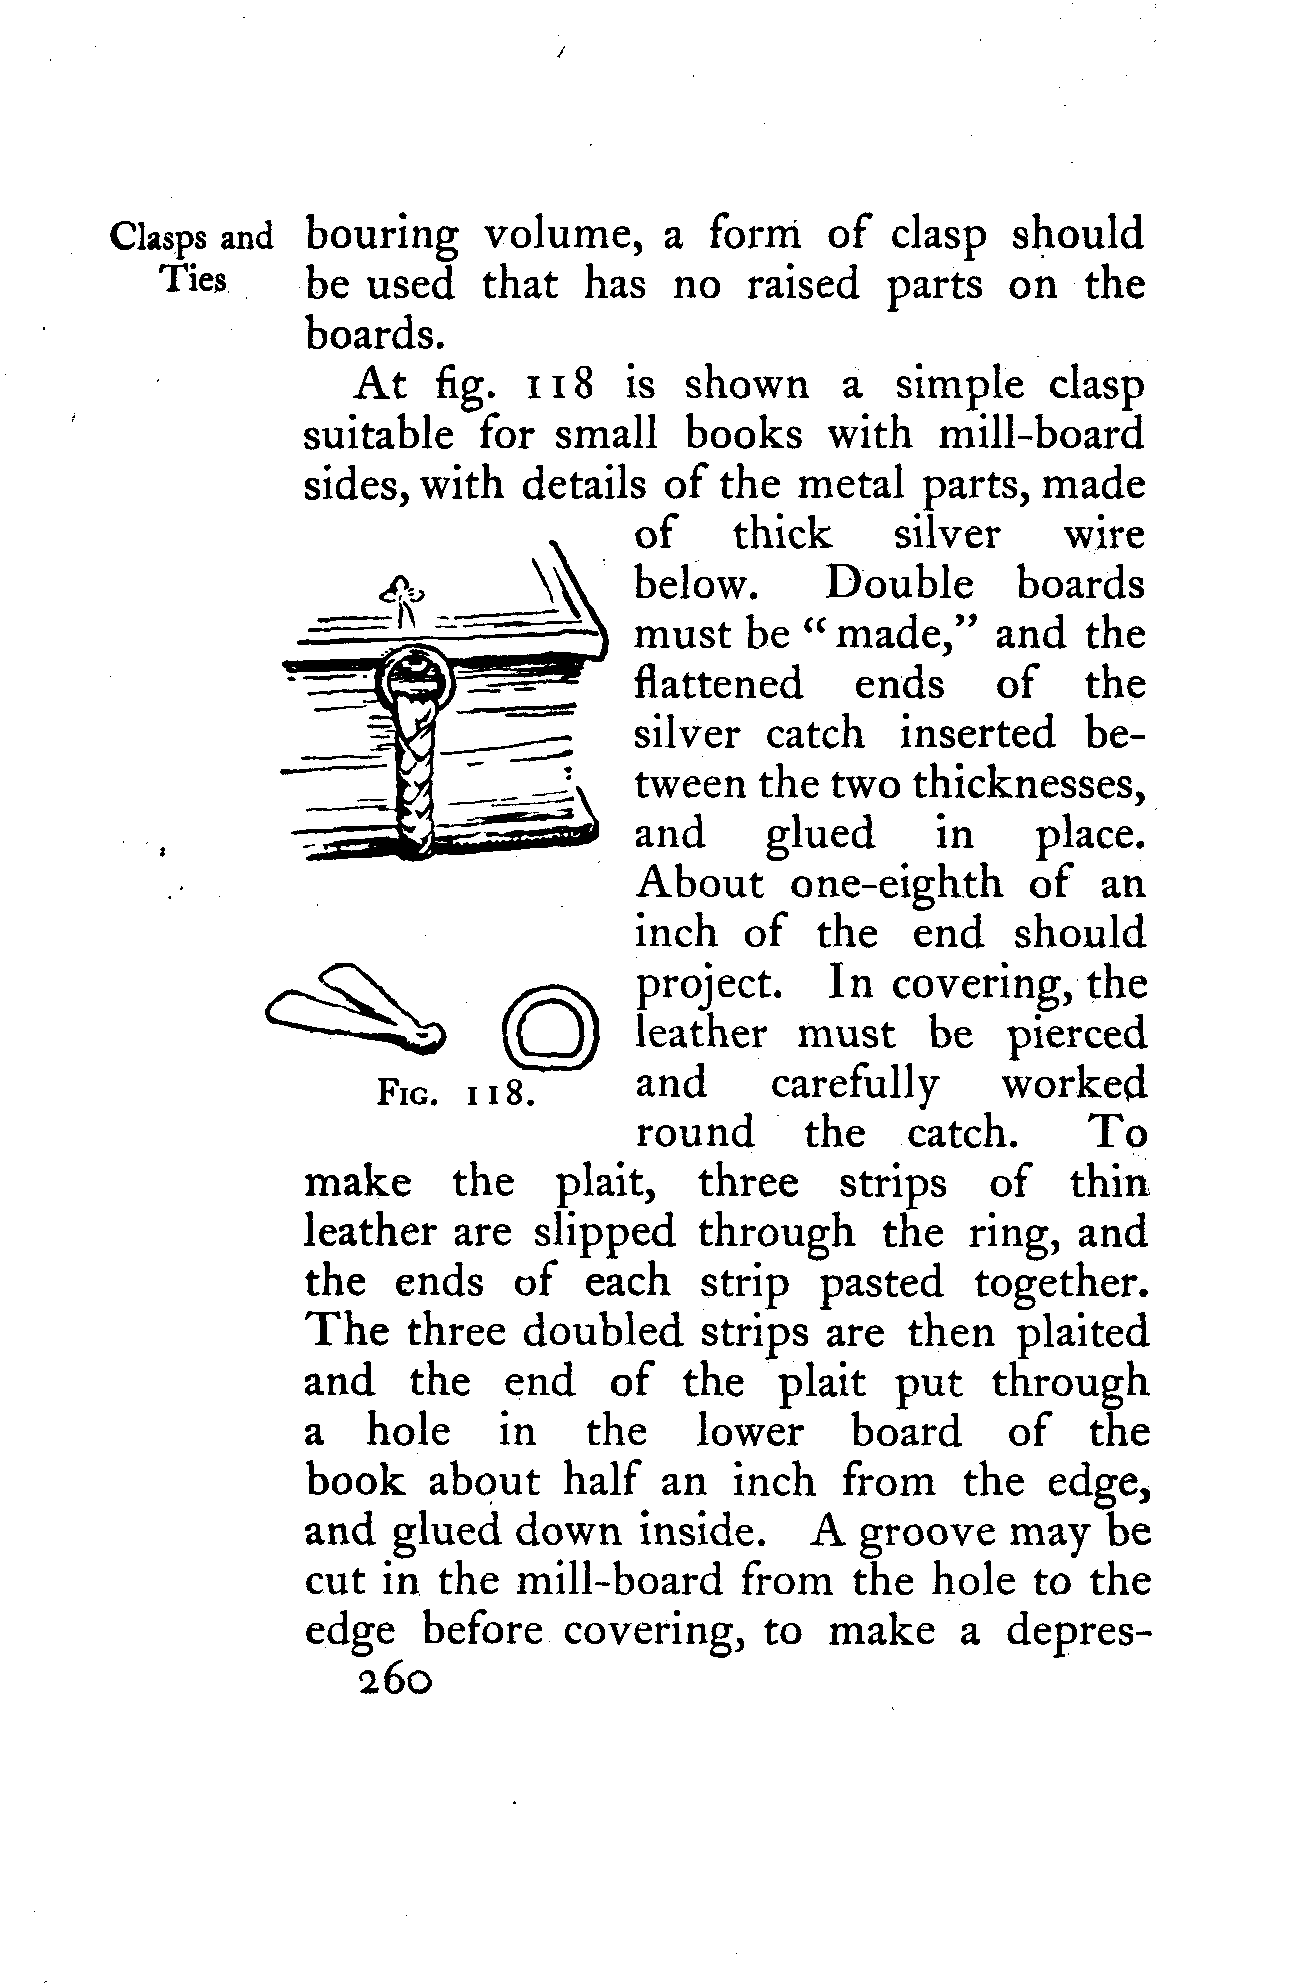 Clasps and
Ties
bouring volume, a form of clasp should
be used that has no raised parts on the
boards.
At fig. 118 is shown a simple clasp
suitable for small books with mill-board
sides, with details of the metal parts, made
of thick silver wire
below. Double boards
must be “made,” and the
flattened ends of the
silver catch inserted be-
tween the two thicknesses,
and glued in place.
About one-eighth of an
inch of the end should
project. In covering, the
leather must be pierced
and carefully worked
round the catch. To
FIG. 118.
make the plait, three strips of thin
leather are slipped through the ring, and
the ends of each strip pasted together.
The three doubled strips are then plaited
and the end of the plait put through
a hole in the lower board of the
book about half an inch from the edge,
and glued down inside. A groove may be
cut in the mill-board from the hole to the
edge before covering, to make a depres-
260